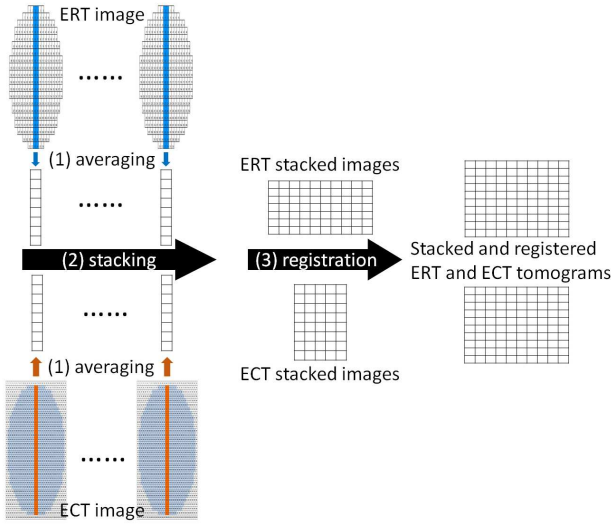 ERT image
......
(1) averaging
......
ERT stacked images
(2) stacking
(3) registration
Stacked and registered
ERT and ECT tomograms
......
(1) averaging
ECT stacked images
......
ECT image